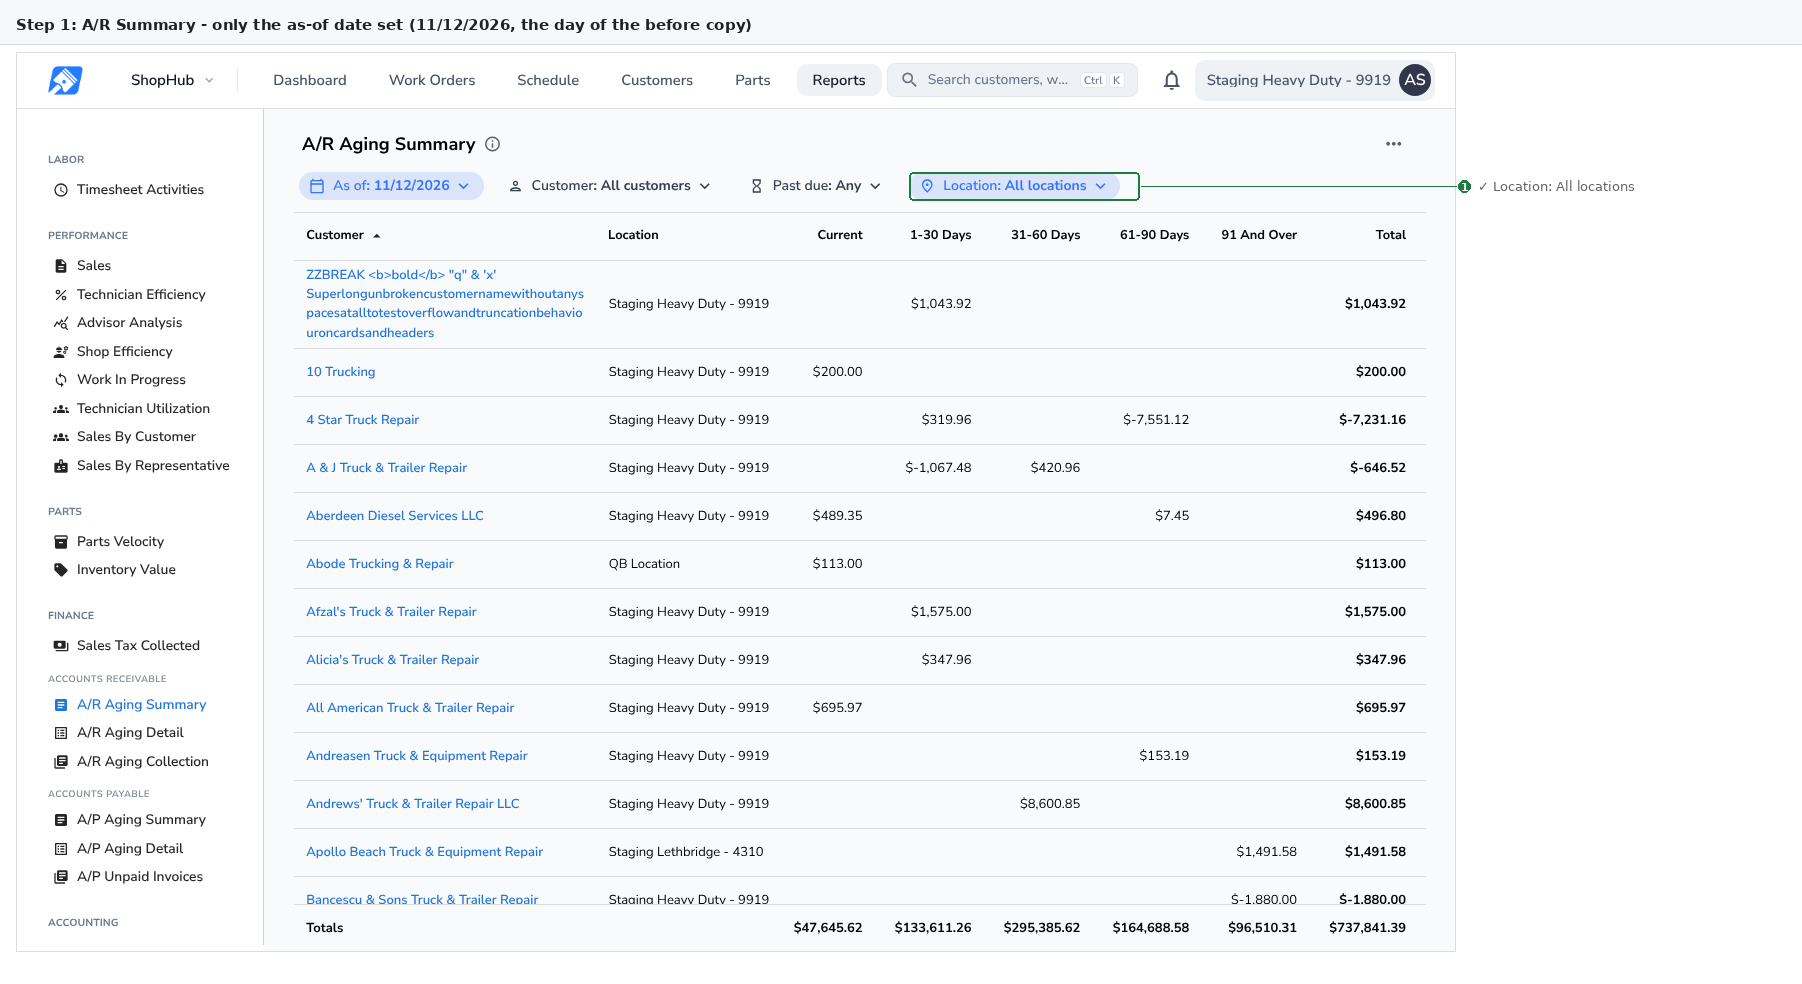 Step 1: A/R Summary - only the as-of date set (11/12/2026, the day of the before copy)
ShopHub
Dashboard
Work Orders
Schedule
Customers
Parts
Reports
Search customers, w...
Ctrl
K
Staging Heavy Duty - 9919
AS
LABOR
Timesheet Activities
PERFORMANCE
Sales
Technician Efficiency
Advisor Analysis
Shop Efficiency
Work In Progress
Technician Utilization
Sales By Customer
Sales By Representative
PARTS
Parts Velocity
Inventory Value
FINANCE
Sales Tax Collected
ACCOUNTS RECEIVABLE
A/R Aging Summary
A/R Aging Detail
A/R Aging Collection
ACCOUNTS PAYABLE
A/P Aging Summary
A/P Aging Detail
A/P Unpaid Invoices
ACCOUNTING
A/R Aging Summary
As of: 11/12/2026
Customer: All customers
Past due: Any
Location: All locations
1 ✓ Location: All locations
Customer Location Current 1-30 Days 31-60 Days 61-90 Days 91 And Over Total
ZZBREAK <b>bold</b> "q" & 'x'
Superlongunbrokencustomernamewithoutanys
pacesatalltotestoverflowandtruncationbehavio
uroncardsandheaders
Staging Heavy Duty - 9919 $1,043.92 $1,043.92
10 Trucking Staging Heavy Duty - 9919 $200.00 $200.00
4 Star Truck Repair Staging Heavy Duty - 9919 $319.96 $-7,551.12 $-7,231.16
A & J Truck & Trailer Repair Staging Heavy Duty - 9919 $-1,067.48 $420.96 $-646.52
Aberdeen Diesel Services LLC Staging Heavy Duty - 9919 $489.35 $7.45 $496.80
Abode Trucking & Repair QB Location $113.00 $113.00
Afzal's Truck & Trailer Repair Staging Heavy Duty - 9919 $1,575.00 $1,575.00
Alicia's Truck & Trailer Repair Staging Heavy Duty - 9919 $347.96 $347.96
All American Truck & Trailer Repair Staging Heavy Duty - 9919 $695.97 $695.97
Andreasen Truck & Equipment Repair Staging Heavy Duty - 9919 $153.19 $153.19
Andrews' Truck & Trailer Repair LLC Staging Heavy Duty - 9919 $8,600.85 $8,600.85
Apollo Beach Truck & Equipment Repair Staging Lethbridge - 4310 $1,491.58 $1,491.58
Bancescu & Sons Truck & Trailer Repair Staging Heavy Duty - 9919 $-1,880.00 $-1,880.00
Totals $47,645.62 $133,611.26 $295,385.62 $164,688.58 $96,510.31 $737,841.39